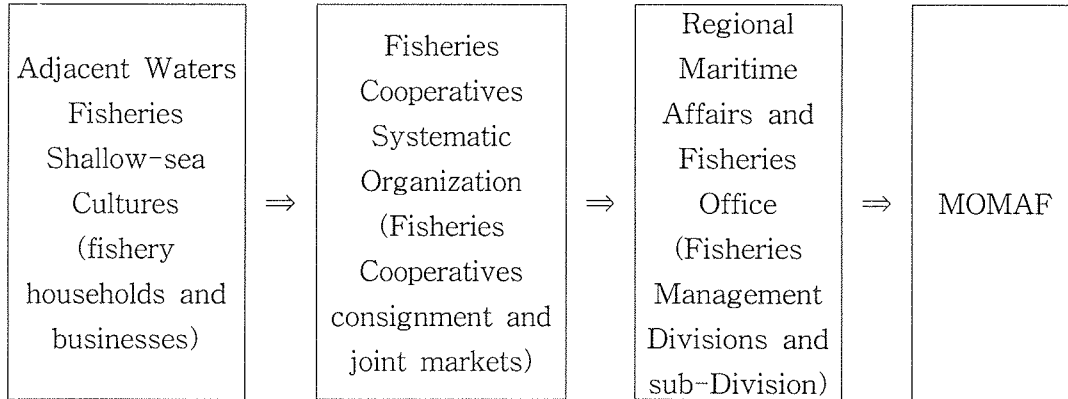 Adjacent Waters
Fisheries
Shallow-sea
Cultures
(fishery
households and
businesses)
⇒
Fisheries
Cooperatives
Systematic
Organization
(Fisheries
Cooperatives
consignment and
joint markets)
⇒
Regional
Maritime
Affairs and
Fisheries
Office
(Fisheries
Management
Divisions and
sub-Division)
⇒
MOMAF